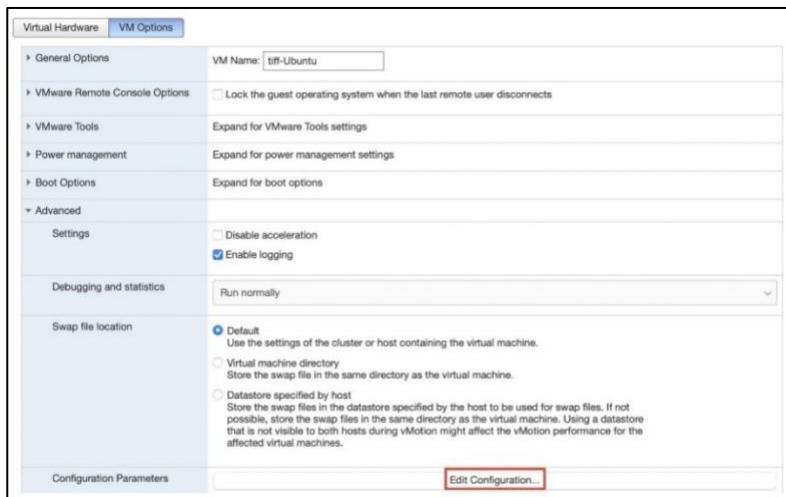 Virtual Hardware VM Options
General Options VM Name: tiff-Ubuntu
VMware Remote Console Options Lock the guest operating system when the last remote user disconnects
VMware Tools Expand for VMware Tools settings
Power management Expand for power management settings
Boot Options Expand for boot options
Advanced
Settings Disable acceleration
Enable logging
Debugging and statistics Run normally
Swap file location Default
Use the settings of the cluster or host containing the virtual machine.
Virtual machine directory
Store the swap file in the same directory as the virtual machine.
Datastore specified by host
Store the swap files in the datastore specified by the host to be used for swap files. If not
possible, store the swap files in the same directory as the virtual machine. Using a datastore
that is not visible to both hosts during vMotion might affect the vMotion performance for the
affected virtual machines.
Configuration Parameters Edit Configuration...